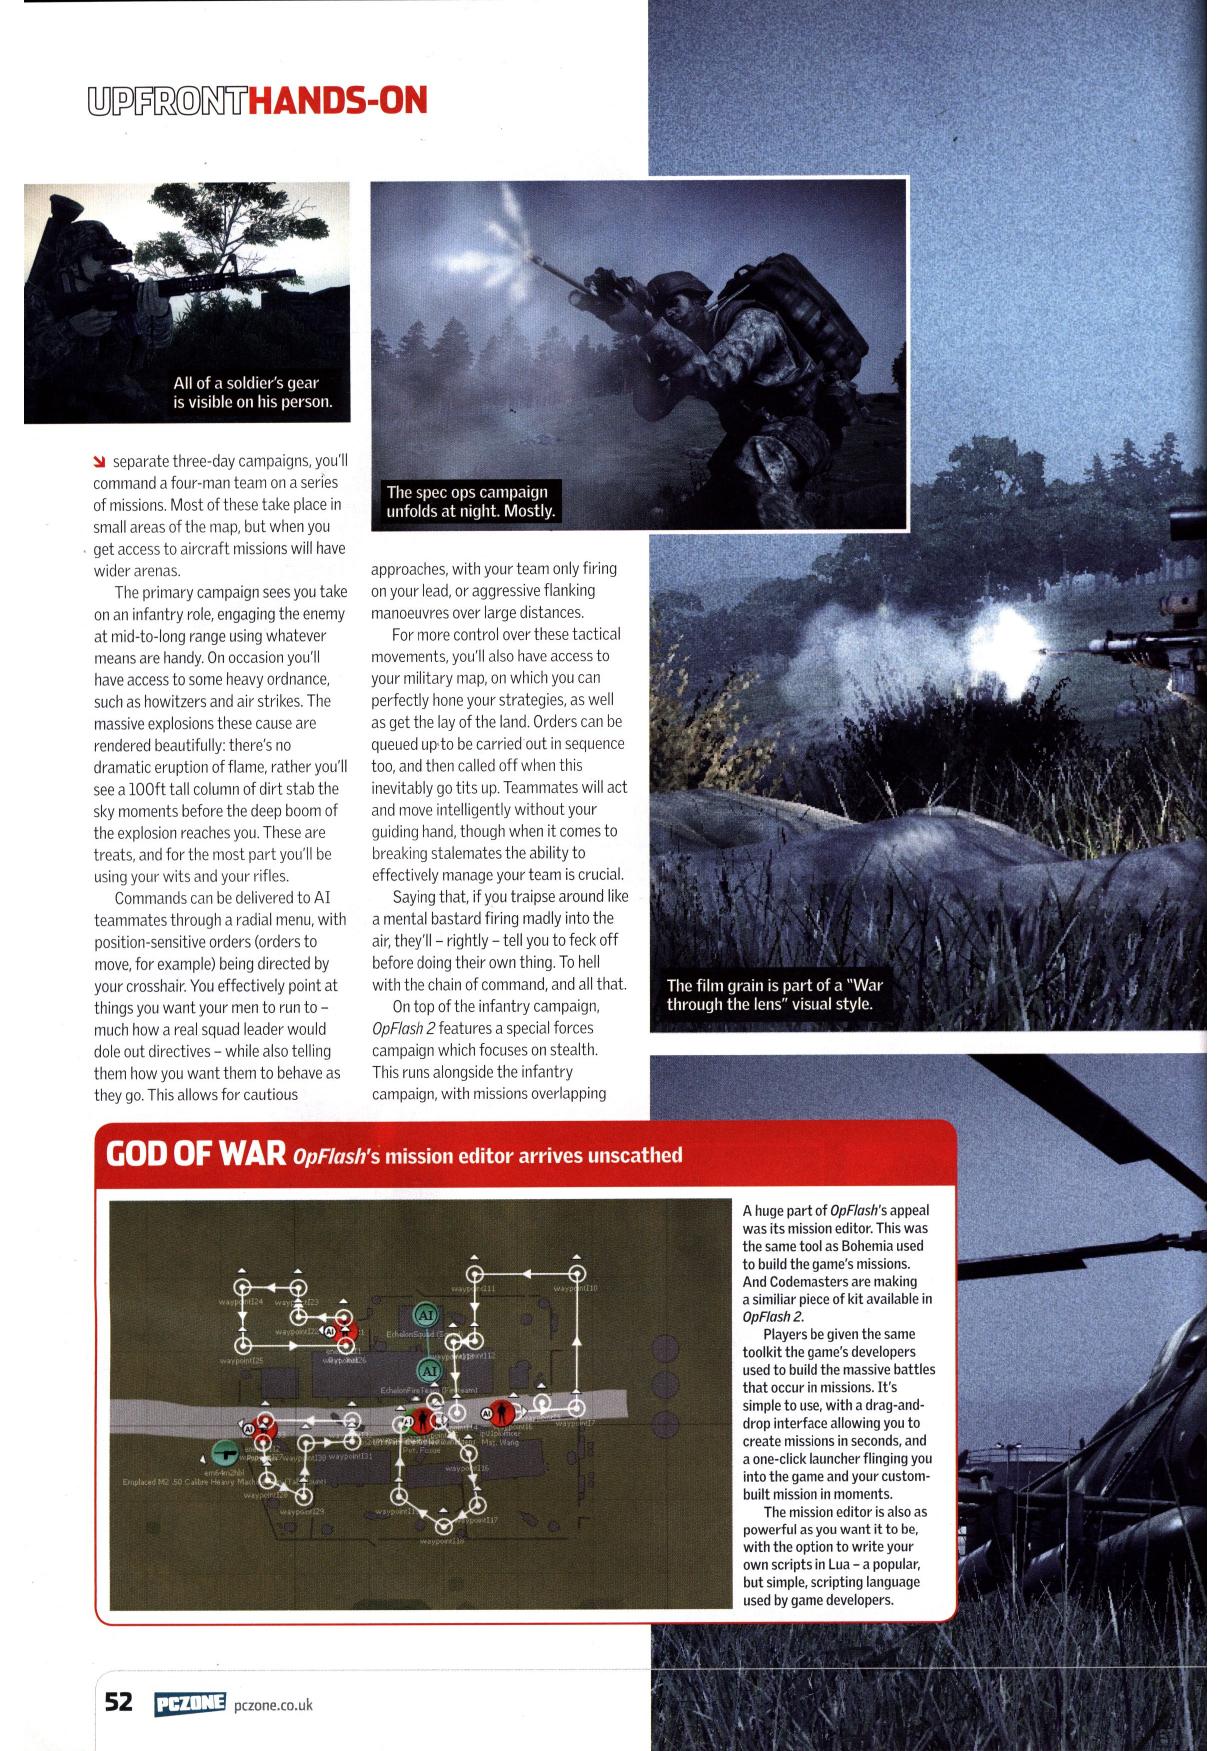 UPFRONTHANDS-ON
All of a soldier's gear
is visible on his person.
The spec ops campaign
unfolds at night. Mostly.
separate three-day campaigns, you'll
command a four-man team on a series
of missions. Most of these take place in
small areas of the map, but when you
get access to aircraft missions will have
wider arenas.
The primary campaign sees you take
on an infantry role, engaging the enemy
at mid-to-long range using whatever
means are handy. On occasion you'll
have access to some heavy ordnance,
such as howitzers and air strikes. The
massive explosions these cause are
rendered beautifully: there's no
dramatic eruption of flame, rather you'll
see a 100ft tall column of dirt stab the
sky moments before the deep boom of
the explosion reaches you. These are
treats, and for the most part you'll be
using your wits and your rifles.
Commands can be delivered to AI
teammates through a radial menu, with
position-sensitive orders (orders to
move, for example) being directed by
your crosshair. You effectively point at
things you want your men to run to –
much how a real squad leader would
dole out directives – while also telling
them how you want them to behave as
they go. This allows for cautious
approaches, with your team only firing
on your lead, or aggressive flanking
manoeuvres over large distances.
For more control over these tactical
movements, you'll also have access to
your military map, on which you can
perfectly hone your strategies, as well
as get the lay of the land. Orders can be
queued up to be carried out in sequence
too, and then called off when this
inevitably go tits up. Teammates will act
and move intelligently without your
guiding hand, though when it comes to
breaking stalemates the ability to
effectively manage your team is crucial.
Saying that, if you traipse around like
a mental bastard firing madly into the
air, they'll – rightly – tell you to feck off
before doing their own thing. To hell
with the chain of command, and all that.
On top of the infantry campaign,
OpFlash 2 features a special forces
campaign which focuses on stealth.
This runs alongside the infantry
campaign, with missions overlapping
The film grain is part of a "War
through the lens" visual style.
GOD OF WAR OpFlash's mission editor arrives unscathed
waypoint111
waypoint110
waypoint124
AI
waypoint125
AI
waypoint17
AI
AI
Maj. Wang
waypoint131
waypoint116
waypoint129
waypoint117
A huge part of OpFlash's appeal
was its mission editor. This was
the same tool as Bohemia used
to build the game's missions.
And Codemasters are making
a similiar piece of kit available in
OpFlash 2.
Players be given the same
toolkit the game's developers
used to build the massive battles
that occur in missions. It's
simple to use, with a drag-and-
drop interface allowing you to
create missions in seconds, and
a one-click launcher flinging you
into the game and your custom-
built mission in moments.
The mission editor is also as
powerful as you want it to be,
with the option to write your
own scripts in Lua – a popular,
but simple, scripting language
used by game developers.
52 PCZONE pczone.co.uk